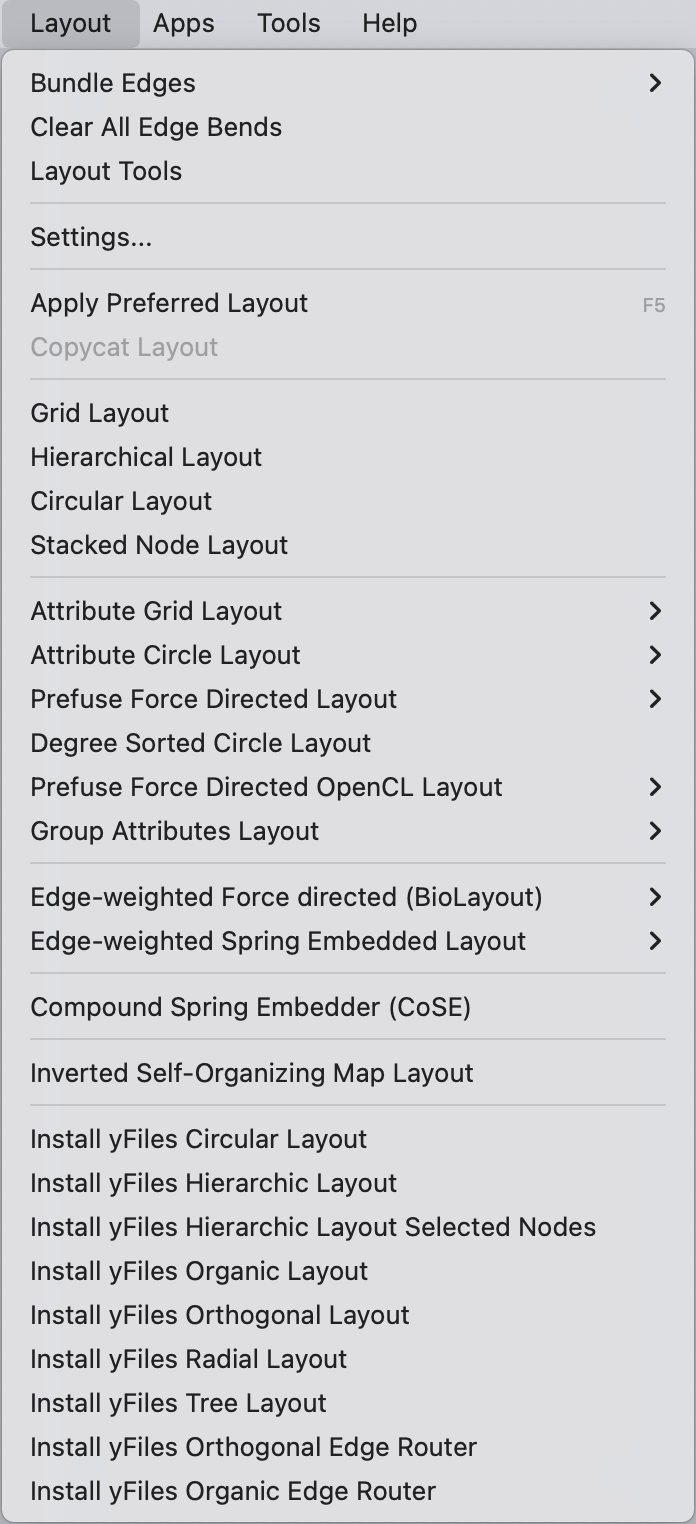 Layout Apps Tools Help
Bundle Edges
Clear All Edge Bends
Layout Tools
Settings...
Apply Preferred Layout F5
Copycat Layout
Grid Layout
Hierarchical Layout
Circular Layout
Stacked Node Layout
Attribute Grid Layout
Attribute Circle Layout
Prefuse Force Directed Layout
Degree Sorted Circle Layout
Prefuse Force Directed OpenCL Layout
Group Attributes Layout
Edge-weighted Force directed (BioLayout)
Edge-weighted Spring Embedded Layout
Compound Spring Embedder (CoSE)
Inverted Self-Organizing Map Layout
Install yFiles Circular Layout
Install yFiles Hierarchic Layout
Install yFiles Hierarchic Layout Selected Nodes
Install yFiles Organic Layout
Install yFiles Orthogonal Layout
Install yFiles Radial Layout
Install yFiles Tree Layout
Install yFiles Orthogonal Edge Router
Install yFiles Organic Edge Router